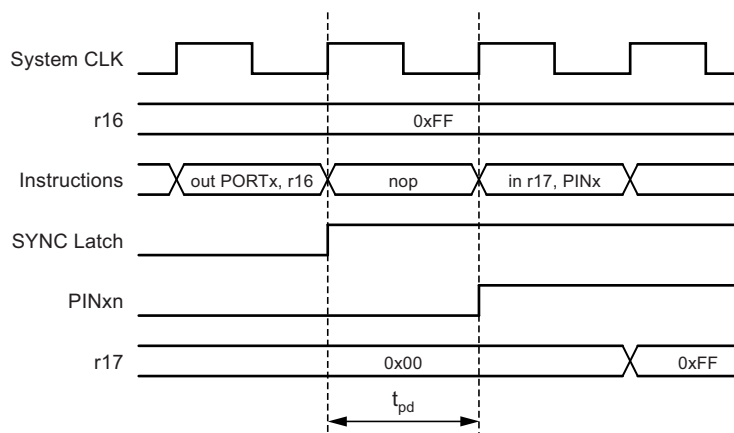 System CLK
r16
0xFF
Instructions
out PORTx, r16
nop
in r17, PINx
SYNC Latch
PINxn
r17
0x00
0xFF
tpd